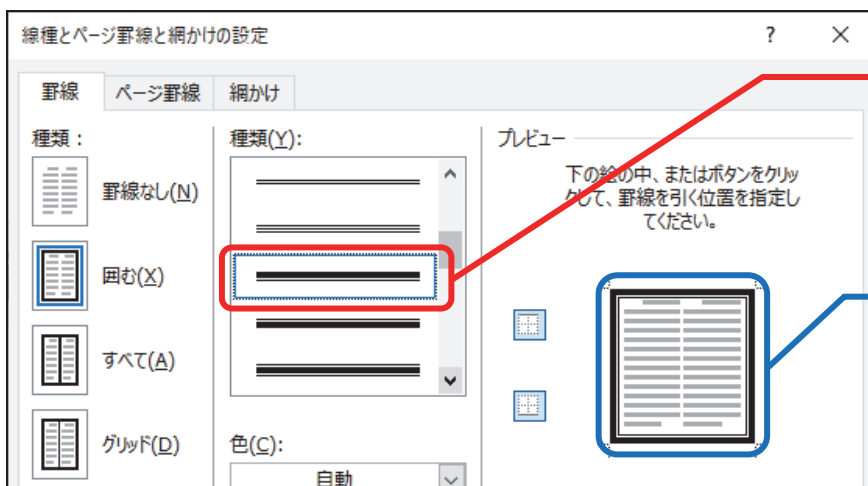 線種とページ罫線と網かけの設定 ?
罫線 ページ罫線 網かけ
種類：
罫線なし(N)
囲む(X)
すべて(A)
グリッド(D)
種類(Y):
色(C):
自動
プレビュー
下の絵の中、またはボタンをクリッ
クして、罫線を引く位置を指定し
てください。